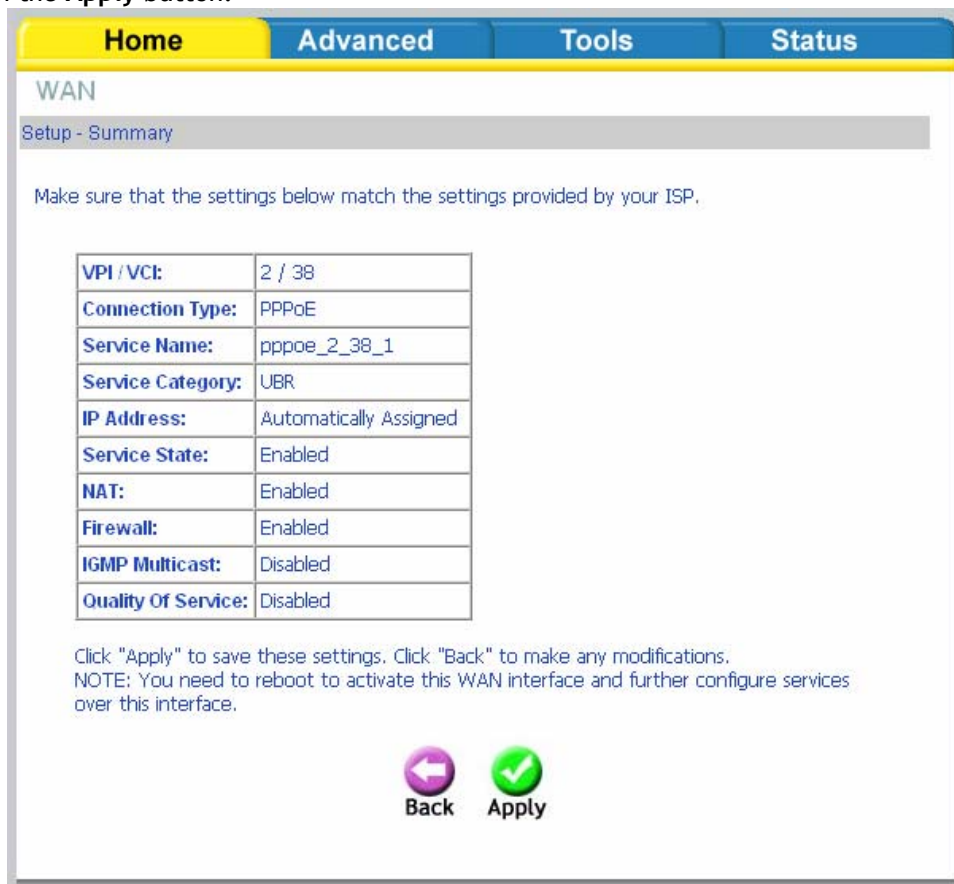 the Apply button.
Home Advanced Tools Status
WAN
Setup - Summary
Make sure that the settings below match the settings provided by your ISP.
VPI / VCI: 2 / 38
Connection Type: PPPoE
Service Name: pppoe_2_38_1
Service Category: UBR
IP Address: Automatically Assigned
Service State: Enabled
NAT: Enabled
Firewall: Enabled
IGMP Multicast: Disabled
Quality Of Service: Disabled
Click "Apply" to save these settings. Click "Back" to make any modifications.
NOTE: You need to reboot to activate this WAN interface and further configure services
over this interface.
Back Apply